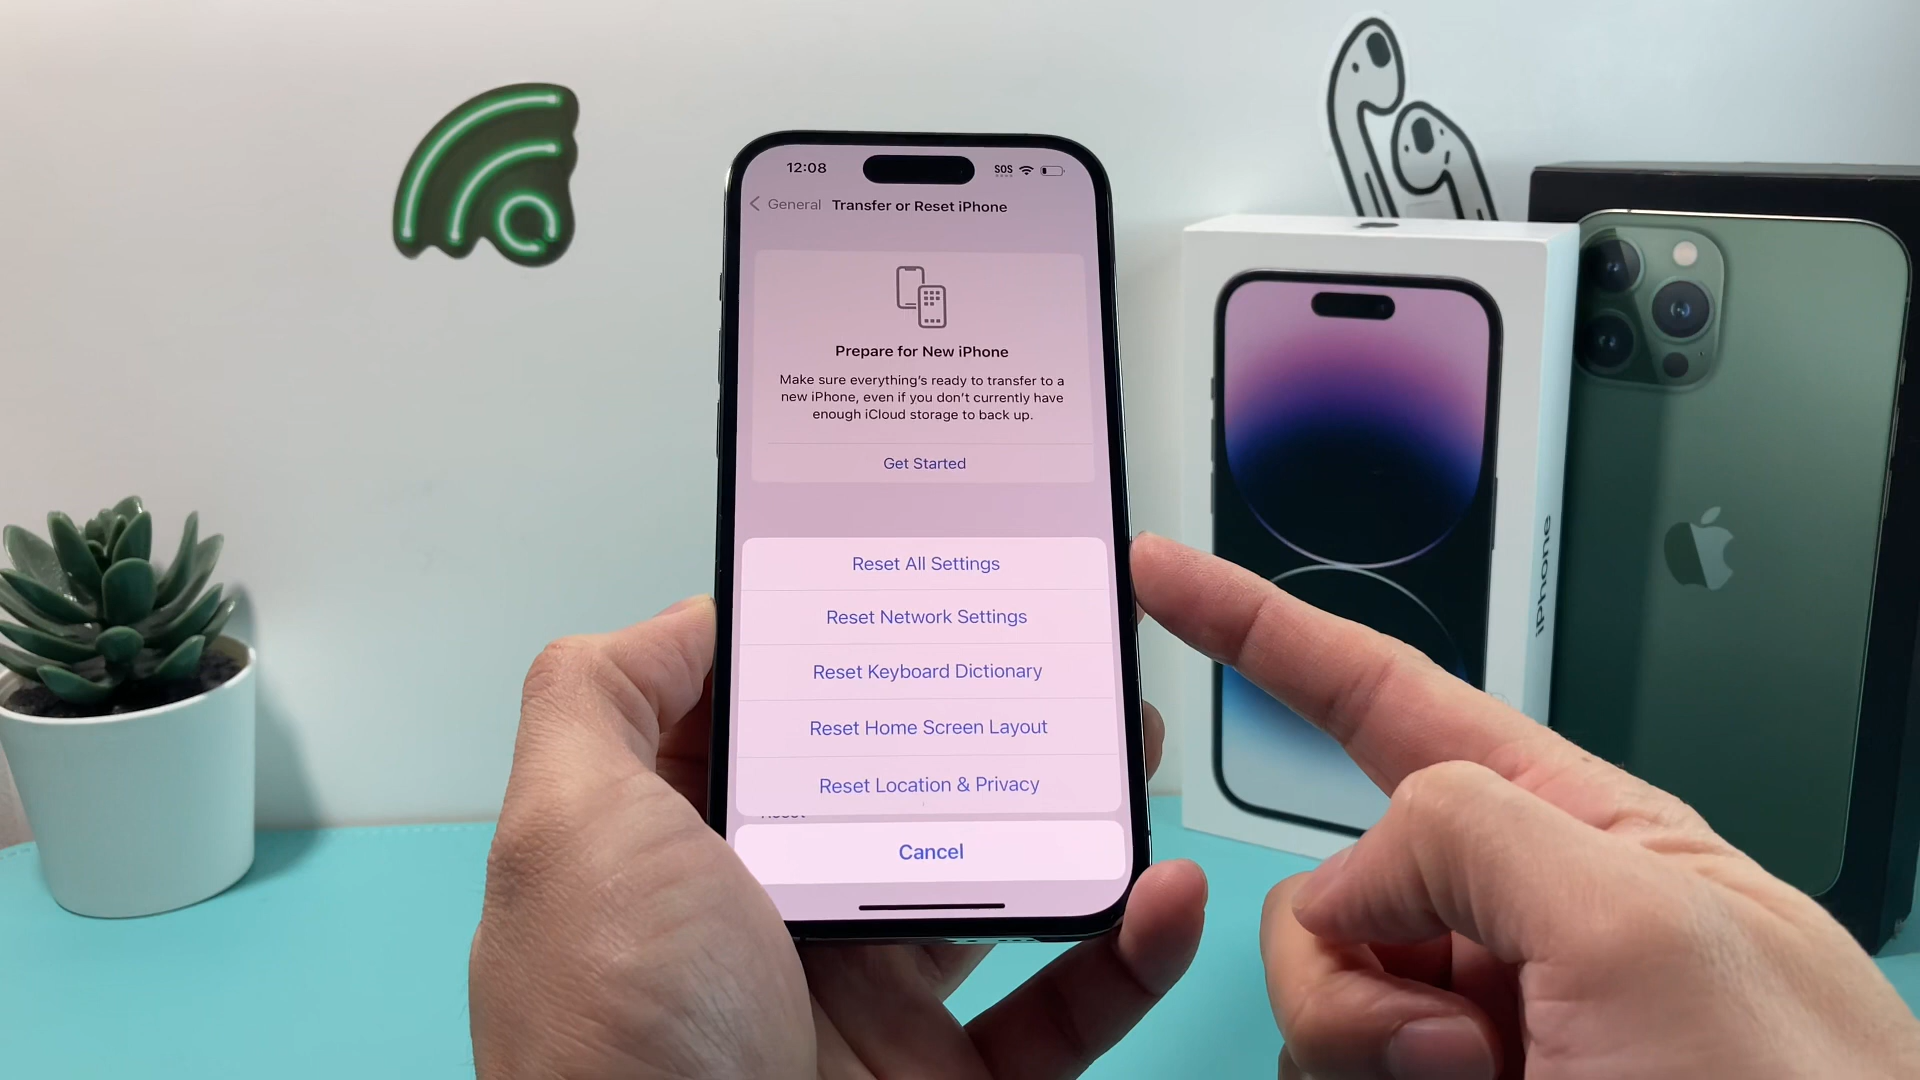 12:08
SOS
General
Transfer or Reset iPhone
Prepare for New iPhone
Make sure everything's ready to transfer to a
new iPhone, even if you don't currently have
enough iCloud storage to back up.
Get Started
Reset All Settings
Reset Network Settings
Reset Keyboard Dictionary
Reset Home Screen Layout
Reset Location & Privacy
Reset
Cancel
iPhone